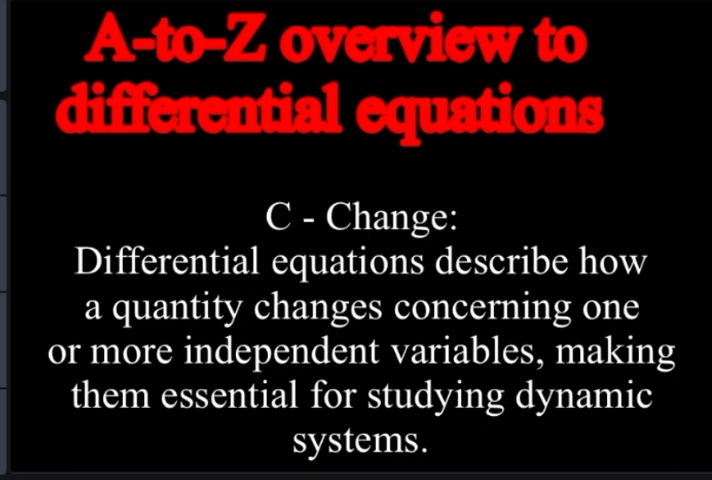 A-to-Z overview to
differential equations
C - Change:
Differential equations describe how
a quantity changes concerning one
or more independent variables, making
them essential for studying dynamic
systems.